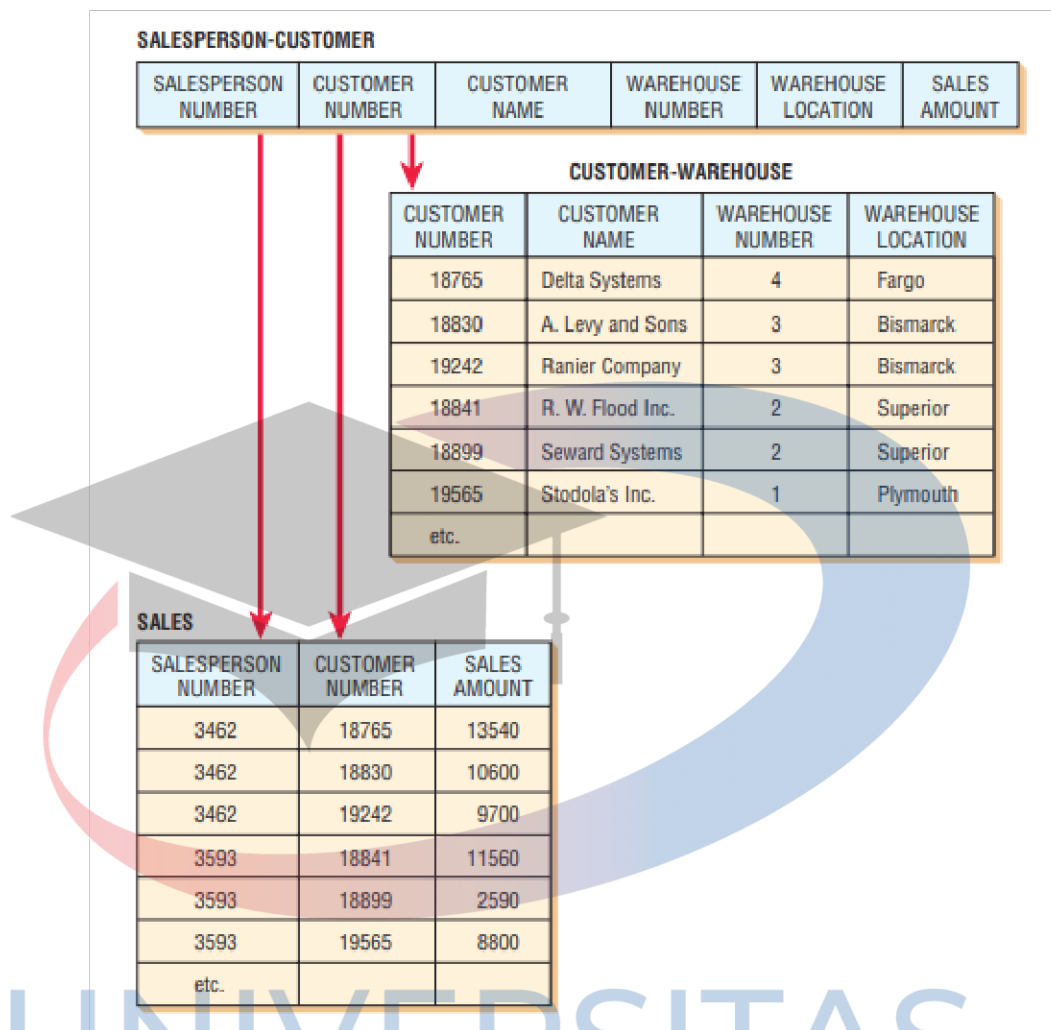 SALESPERSON-CUSTOMER
SALESPERSON NUMBER CUSTOMER NUMBER CUSTOMER NAME WAREHOUSE NUMBER WAREHOUSE LOCATION SALES AMOUNT
CUSTOMER-WAREHOUSE
CUSTOMER NUMBER CUSTOMER NAME WAREHOUSE NUMBER WAREHOUSE LOCATION
18765 Delta Systems 4 Fargo
18830 A. Levy and Sons 3 Bismarck
19242 Ranier Company 3 Bismarck
18841 R. W. Flood Inc. 2 Superior
18899 Seward Systems 2 Superior
19565 Stodola's Inc. 1 Plymouth
etc.
SALES
SALESPERSON NUMBER CUSTOMER NUMBER SALES AMOUNT
3462 18765 13540
3462 18830 10600
3462 19242 9700
3593 18841 11560
3593 18899 2590
3593 19565 8800
etc.
UNIVERSITAS